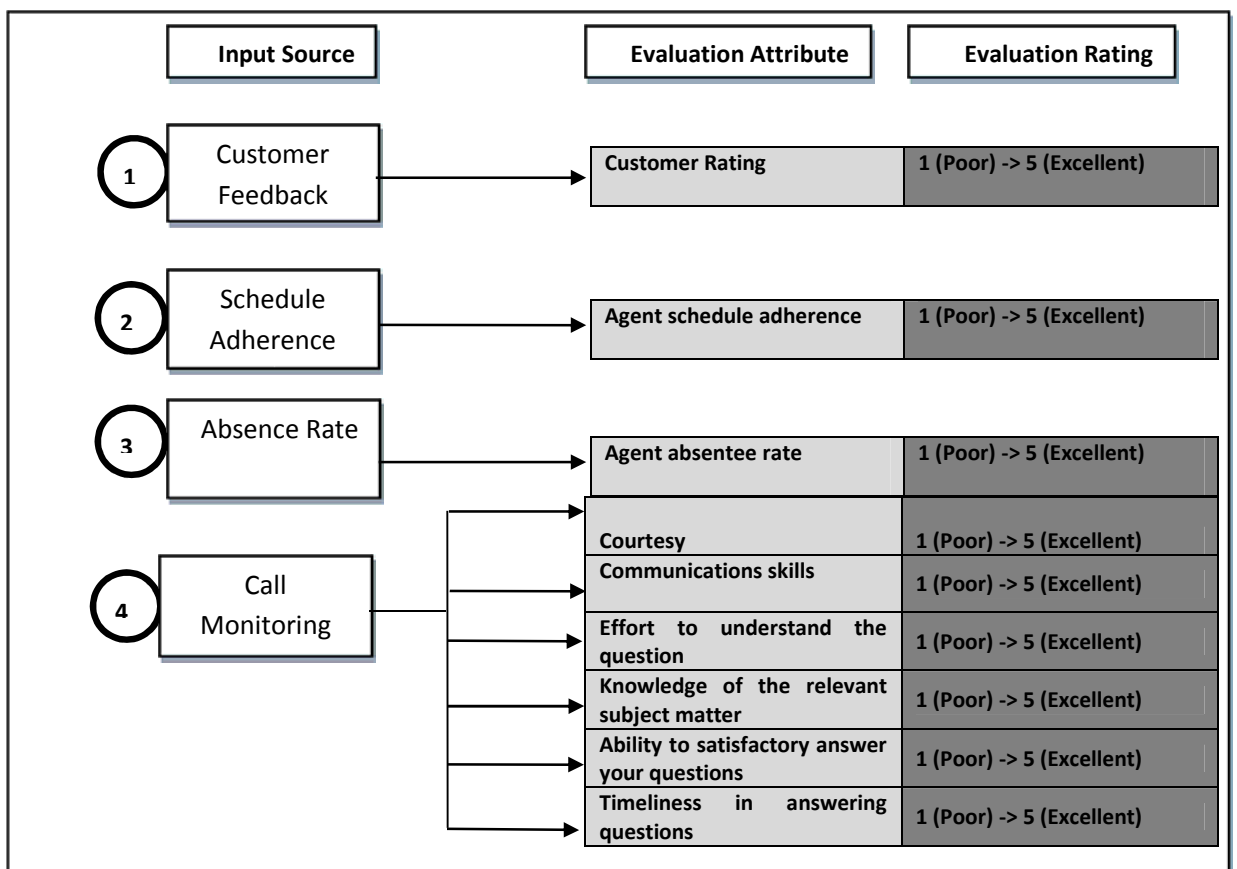 Input Source
Evaluation Attribute
Evaluation Rating
1
Customer
Feedback
Customer Rating
1 (Poor) -> 5 (Excellent)
2
Schedule
Adherence
Agent schedule adherence
1 (Poor) -> 5 (Excellent)
3
Absence Rate
Agent absentee rate
1 (Poor) -> 5 (Excellent)
4
Call
Monitoring
Courtesy
1 (Poor) -> 5 (Excellent)
Communications skills
1 (Poor) -> 5 (Excellent)
Effort to understand the
question
1 (Poor) -> 5 (Excellent)
Knowledge of the relevant
subject matter
1 (Poor) -> 5 (Excellent)
Ability to satisfactory answer
your questions
1 (Poor) -> 5 (Excellent)
Timeliness in answering
questions
1 (Poor) -> 5 (Excellent)